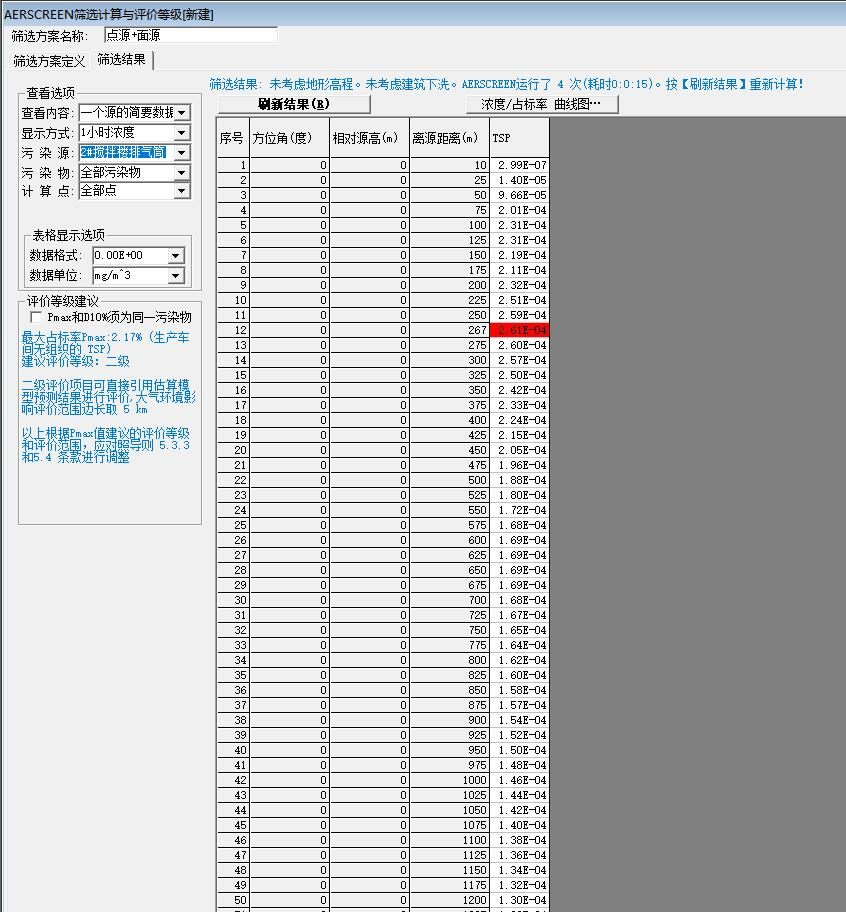 AERSCREEN筛选计算与评价等级[新建]
筛选方案名称: 点源+面源
筛选方案定义 筛选结果
筛选结果: 未考虑地形高程。未考虑建筑下洗。AERSCREEN运行了 4 次(耗时0:0:15)。按【刷新结果】重新计算!
刷新结果(R) 浓度/占标率 曲线图…
查看选项
查看内容: 一个源的简要数据
显示方式: 1小时浓度
污 染 源: 2#搅拌楼排气筒
污 染 物: 全部污染物
计 算 点: 全部点
表格显示选项
数据格式: 0.00E+00
数据单位: mg/m^3
评价等级建议
Pmax和D10%须为同一污染物
最大占标率Pmax:2.17% (生产车
间无组织的 TSP)
建议评价等级: 二级
二级评价项目可直接引用估算模
型预测结果进行评价,大气环境影
响评价范围边长取 5 km
以上根据Pmax值建议的评价等级
和评价范围, 应对照导则 5.3.3
和5.4 条款进行调整
序号 方位角(度) 相对源高(m) 离源距离(m) TSP
1 0 0 10 2.99E-07
2 0 0 25 1.40E-05
3 0 0 50 9.66E-05
4 0 0 75 2.01E-04
5 0 0 100 2.31E-04
6 0 0 125 2.31E-04
7 0 0 150 2.19E-04
8 0 0 175 2.11E-04
9 0 0 200 2.32E-04
10 0 0 225 2.51E-04
11 0 0 250 2.59E-04
12 0 0 267 2.61E-04
13 0 0 275 2.60E-04
14 0 0 300 2.57E-04
15 0 0 325 2.50E-04
16 0 0 350 2.42E-04
17 0 0 375 2.33E-04
18 0 0 400 2.24E-04
19 0 0 425 2.15E-04
20 0 0 450 2.05E-04
21 0 0 475 1.96E-04
22 0 0 500 1.88E-04
23 0 0 525 1.80E-04
24 0 0 550 1.72E-04
25 0 0 575 1.68E-04
26 0 0 600 1.69E-04
27 0 0 625 1.69E-04
28 0 0 650 1.69E-04
29 0 0 675 1.69E-04
30 0 0 700 1.68E-04
31 0 0 725 1.67E-04
32 0 0 750 1.65E-04
33 0 0 775 1.64E-04
34 0 0 800 1.62E-04
35 0 0 825 1.60E-04
36 0 0 850 1.58E-04
37 0 0 875 1.57E-04
38 0 0 900 1.54E-04
39 0 0 925 1.52E-04
40 0 0 950 1.50E-04
41 0 0 975 1.48E-04
42 0 0 1000 1.46E-04
43 0 0 1025 1.44E-04
44 0 0 1050 1.42E-04
45 0 0 1075 1.40E-04
46 0 0 1100 1.38E-04
47 0 0 1125 1.36E-04
48 0 0 1150 1.34E-04
49 0 0 1175 1.32E-04
50 0 0 1200 1.30E-04